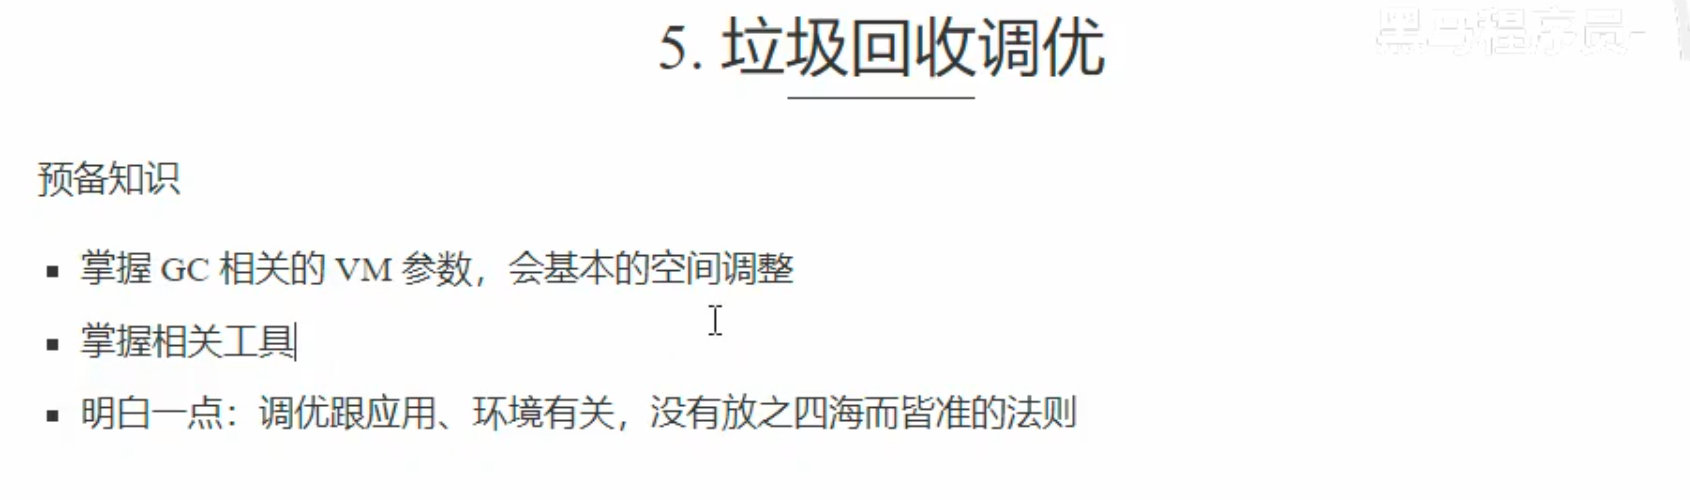 黑马程序员-
5. 垃圾回收调优
预备知识
▪ 掌握 GC 相关的 VM 参数，会基本的空间调整
▪ 掌握相关工具
▪ 明白一点：调优跟应用、环境有关，没有放之四海而皆准的法则